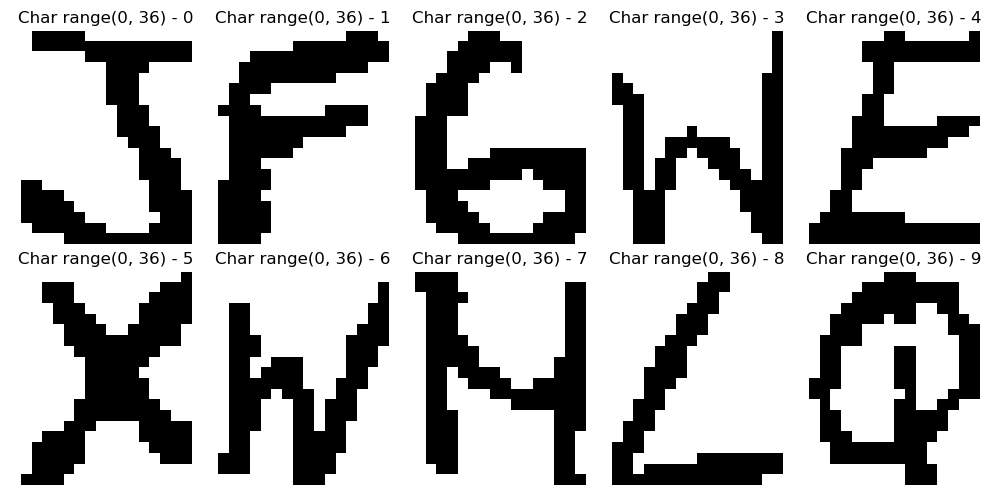 Char range(0, 36) - 0 Char range(0, 36) - 1 Char range(0, 36) - 2 Char range(0, 36) - 3 Char range(0, 36) - 4
J F 6 W E
Char range(0, 36) - 5 Char range(0, 36) - 6 Char range(0, 36) - 7 Char range(0, 36) - 8 Char range(0, 36) - 9
X N M L Q